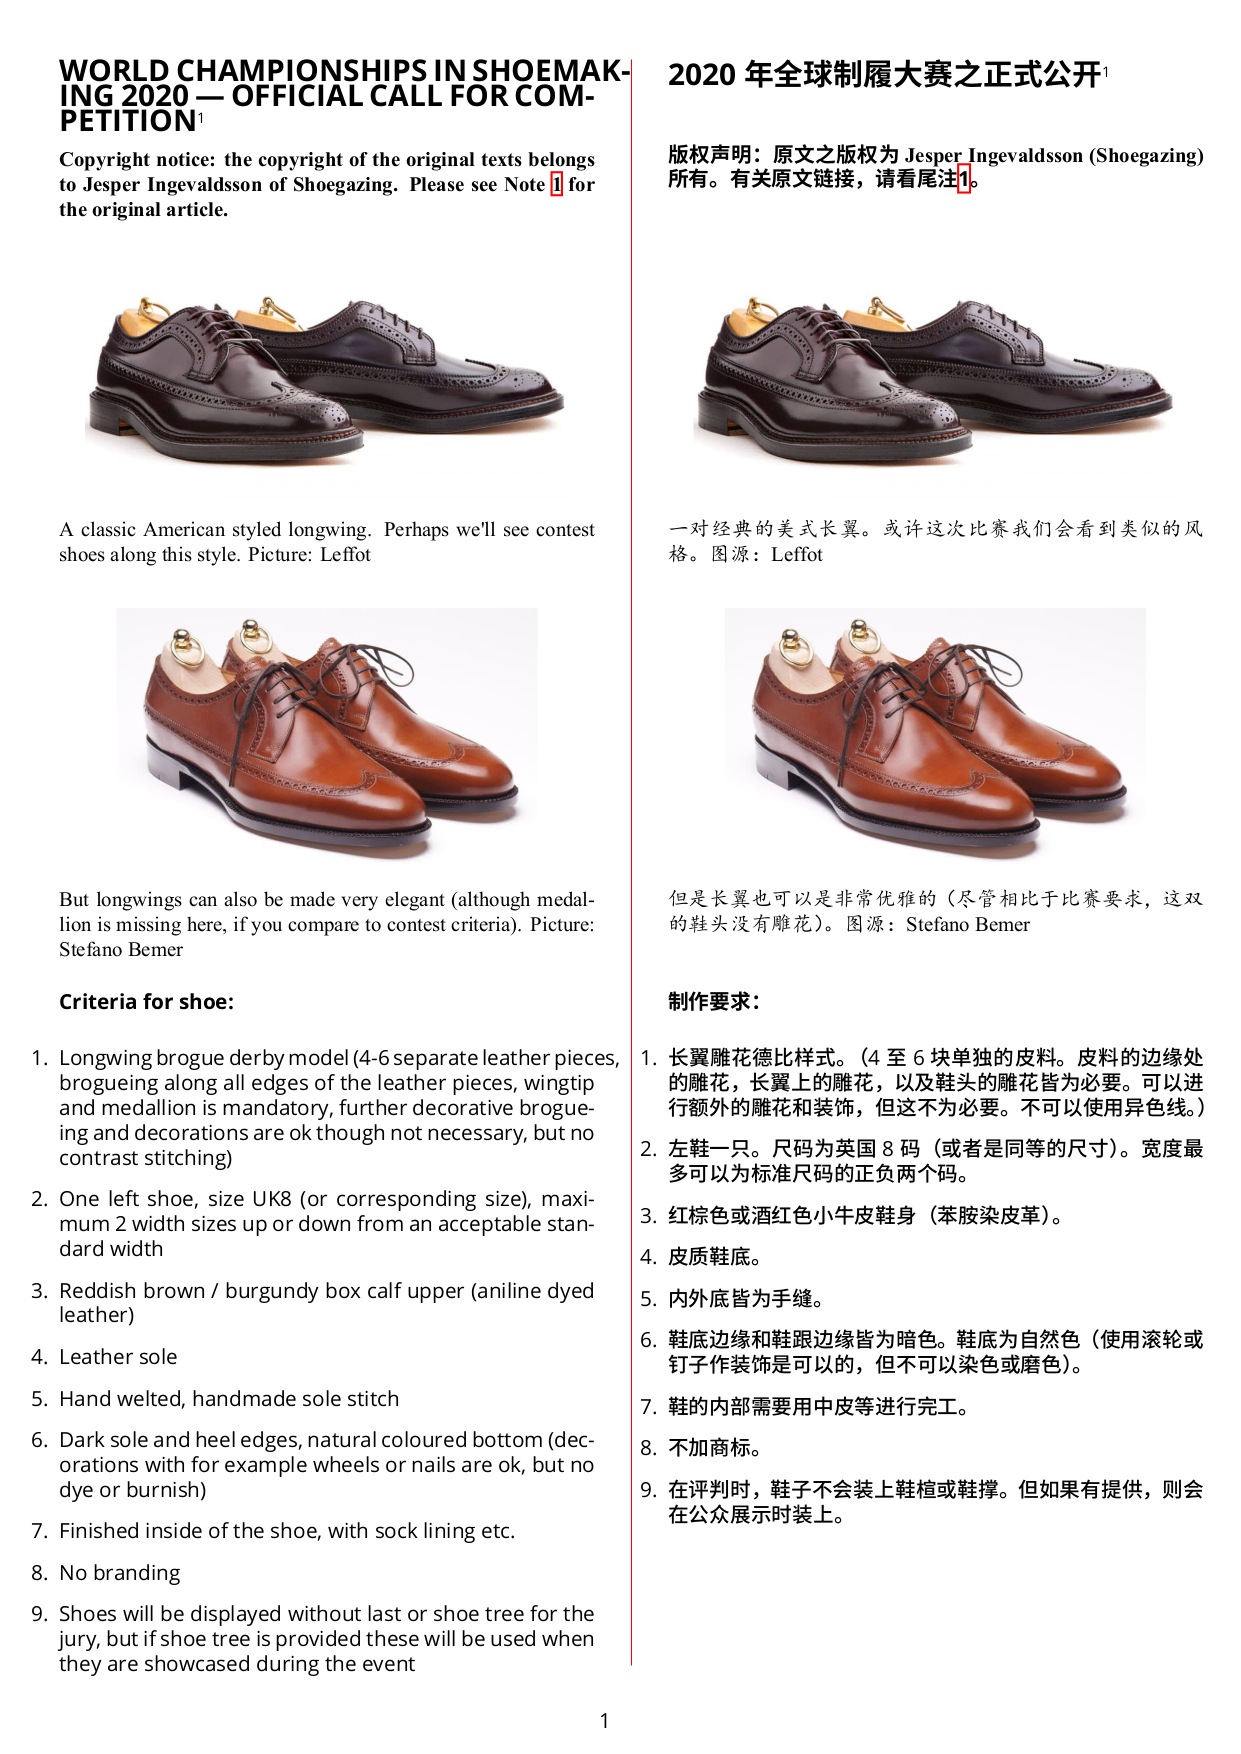 WORLD CHAMPIONSHIPS IN SHOEMAK-
ING 2020 — OFFICIAL CALL FOR COM-
PETITION1
Copyright notice: the copyright of the original texts belongs
to Jesper Ingevaldsson of Shoegazing. Please see Note 1 for
the original article.
A classic American styled longwing. Perhaps we'll see contest
shoes along this style. Picture: Leffot
But longwings can also be made very elegant (although medal-
lion is missing here, if you compare to contest criteria). Picture:
Stefano Bemer
Criteria for shoe:
1. Longwing brogue derby model (4-6 separate leather pieces,
brogueing along all edges of the leather pieces, wingtip
and medallion is mandatory, further decorative brogue-
ing and decorations are ok though not necessary, but no
contrast stitching)
2. One left shoe, size UK8 (or corresponding size), maxi-
mum 2 width sizes up or down from an acceptable stan-
dard width
3. Reddish brown / burgundy box calf upper (aniline dyed
leather)
4. Leather sole
5. Hand welted, handmade sole stitch
6. Dark sole and heel edges, natural coloured bottom (dec-
orations with for example wheels or nails are ok, but no
dye or burnish)
7. Finished inside of the shoe, with sock lining etc.
8. No branding
9. Shoes will be displayed without last or shoe tree for the
jury, but if shoe tree is provided these will be used when
they are showcased during the event
2020 年全球制履大赛之正式公开1
版权声明：原文之版权为 Jesper Ingevaldsson (Shoegazing)
所有。有关原文链接，请看尾注1。
一对经典的美式长翼。或许这次比赛我们会看到类似的风
格。图源：Leffot
但是长翼也可以是非常优雅的（尽管相比于比赛要求，这双
的鞋头没有雕花）。图源：Stefano Bemer
制作要求：
1. 长翼雕花德比样式。（4 至 6 块单独的皮料。皮料的边缘处
的雕花，长翼上的雕花，以及鞋头的雕花皆为必要。可以进
行额外的雕花和装饰，但这不为必要。不可以使用异色线。）
2. 左鞋一只。尺码为英国 8 码（或者是同等的尺寸）。宽度最
多可以为标准尺码的正负两个码。
3. 红棕色或酒红色小牛皮鞋身（苯胺染皮革）。
4. 皮质鞋底。
5. 内外底皆为手缝。
6. 鞋底边缘和鞋跟边缘皆为暗色。鞋底为自然色（使用滚轮或
钉子作装饰是可以的，但不可以染色或磨色）。
7. 鞋的内部需要用中皮等进行完工。
8. 不加商标。
9. 在评判时，鞋子不会装上鞋楦或鞋撑。但如果有提供，则会
在公众展示时装上。
1